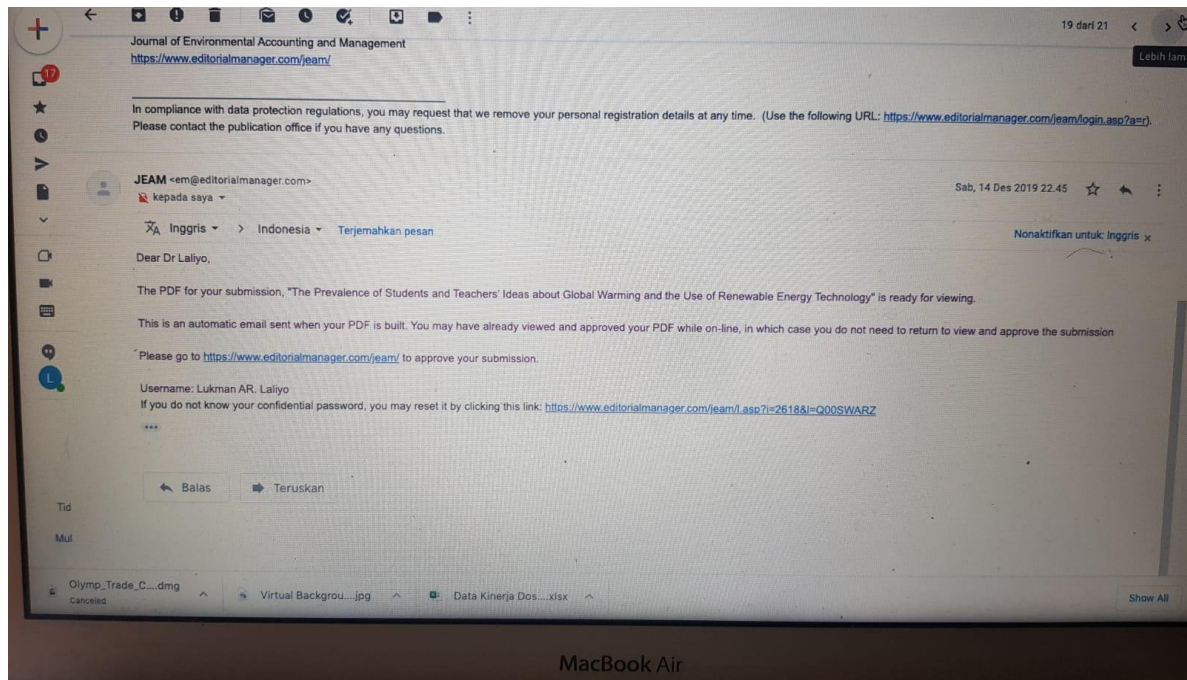 19 dari 21
Lebih lam
Journal of Environmental Accounting and Management
https://www.editorialmanager.com/jeam/
17
In compliance with data protection regulations, you may request that we remove your personal registration details at any time. (Use the following URL: https://www.editorialmanager.com/jeam/login.asp?a=r).
Please contact the publication office if you have any questions.
JEAM <em@editorialmanager.com>
Sab, 14 Des 2019 22.45
kepada saya
Inggris > Indonesia Terjemahkan pesan
Nonaktifkan untuk: Inggris x
Dear Dr Laliyo,
The PDF for your submission, "The Prevalence of Students and Teachers' Ideas about Global Warming and the Use of Renewable Energy Technology" is ready for viewing.
This is an automatic email sent when your PDF is built. You may have already viewed and approved your PDF while on-line, in which case you do not need to return to view and approve the submission
Please go to https://www.editorialmanager.com/jeam/ to approve your submission.
L
Username: Lukman AR. Laliyo
If you do not know your confidential password, you may reset it by clicking this link: https://www.editorialmanager.com/jeam/l.asp?i=2618&l=Q00SWARZ
Balas Teruskan
Tid
Mul
Olymp_Trade_C....dmg
Canceled
Virtual Backgrou....jpg
Data Kinerja Dos....xlsx
Show All
MacBook Air